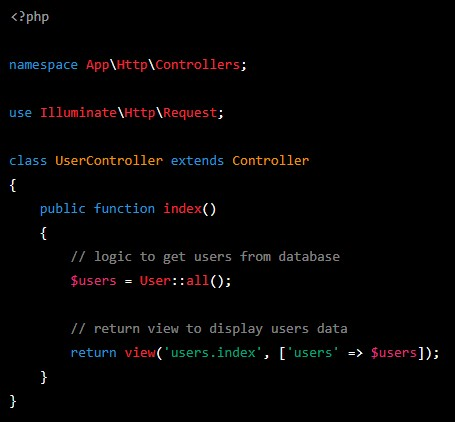 <?php
namespace App\Http\Controllers;
use Illuminate\Http\Request;
class UserController extends Controller
{
    public function index()
    {
        // logic to get users from database
        $users = User::all();
        // return view to display users data
        return view('users.index', ['users' => $users]);
    }
}